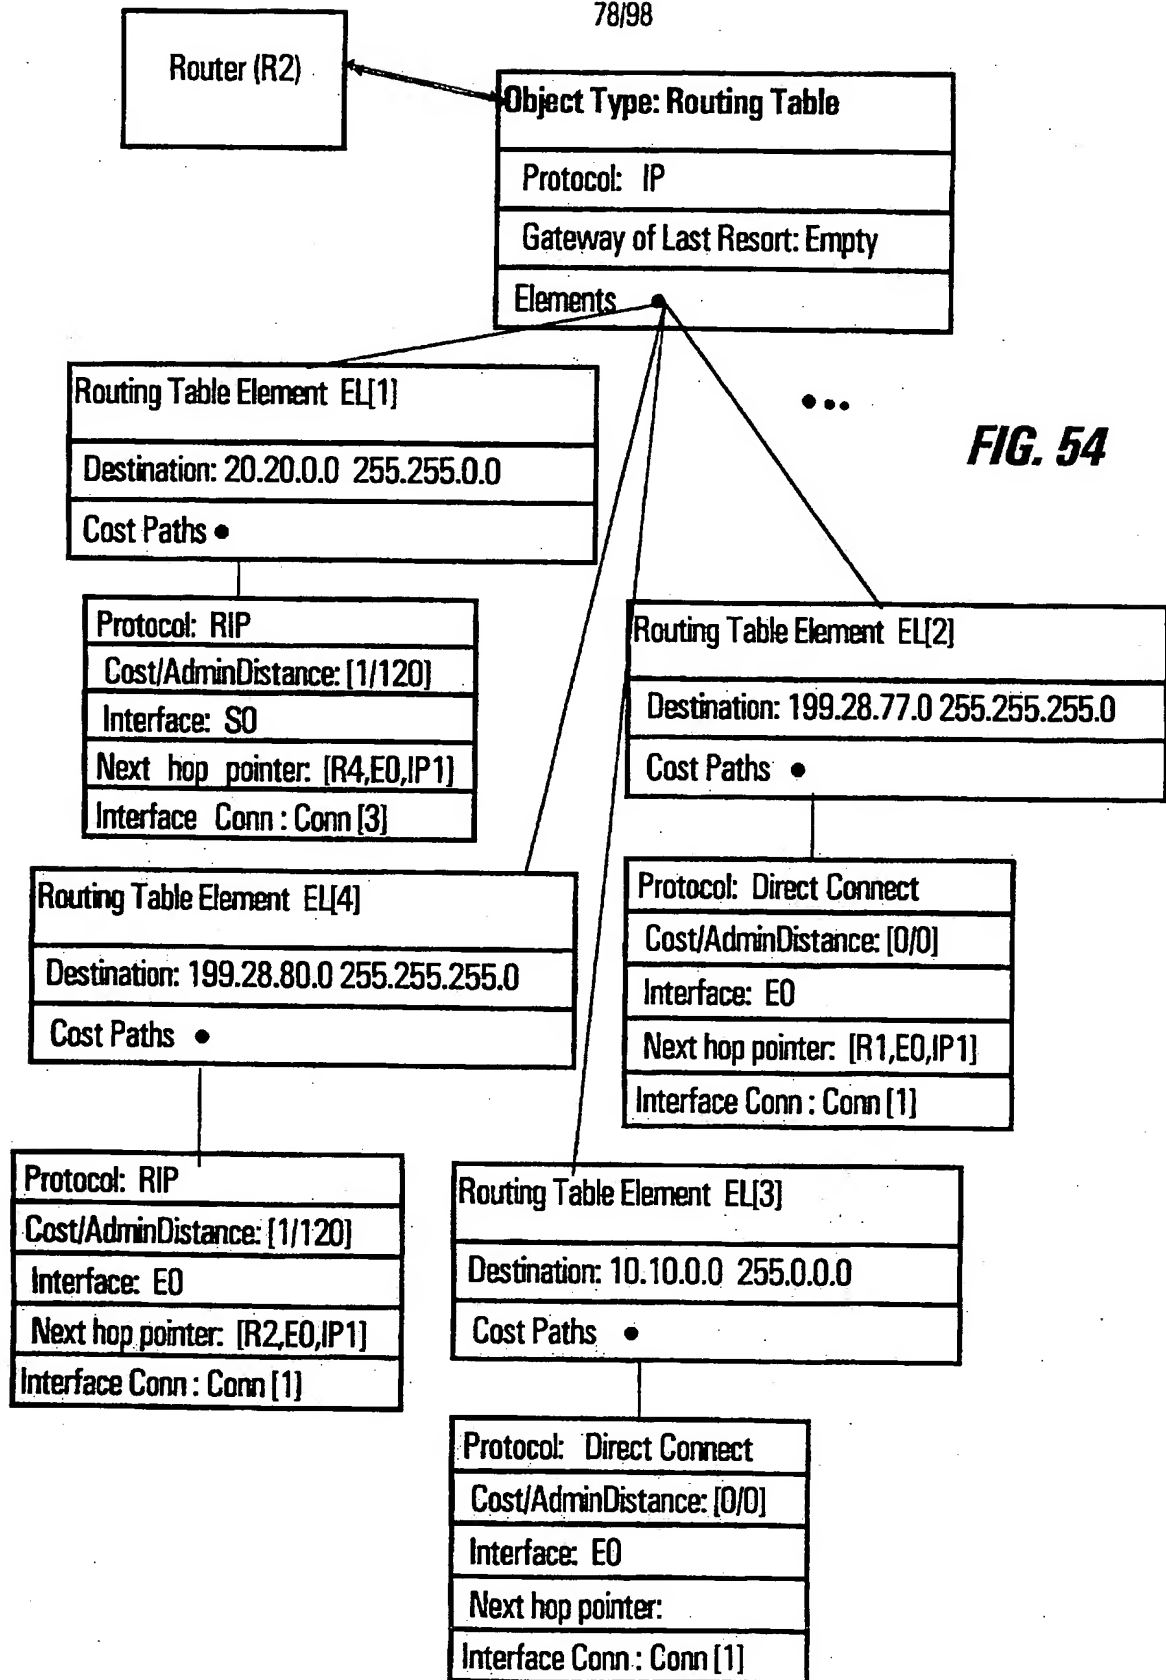 78/98
Router (R2)
Object Type: Routing Table
Protocol: IP
Gateway of Last Resort: Empty
Elements
FIG. 54
Routing Table Element EL[1]
Destination: 20.20.0.0 255.255.0.0
Cost Paths
Protocol: RIP
Cost/AdminDistance: [1/120]
Interface: S0
Next hop pointer: [R4,E0,IP1]
Interface Conn : Conn [3]
Routing Table Element EL[2]
Destination: 199.28.77.0 255.255.255.0
Cost Paths
Protocol: Direct Connect
Cost/AdminDistance: [0/0]
Interface: E0
Next hop pointer: [R1,E0,IP1]
Interface Conn : Conn [1]
Routing Table Element EL[4]
Destination: 199.28.80.0 255.255.255.0
Cost Paths
Protocol: RIP
Cost/AdminDistance: [1/120]
Interface: E0
Next hop pointer: [R2,E0,IP1]
Interface Conn : Conn [1]
Routing Table Element EL[3]
Destination: 10.10.0.0 255.0.0.0
Cost Paths
Protocol: Direct Connect
Cost/AdminDistance: [0/0]
Interface: E0
Next hop pointer:
Interface Conn : Conn [1]